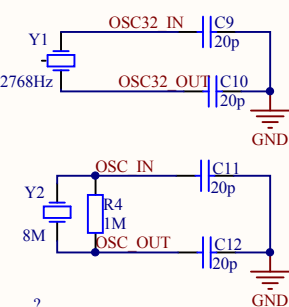 OSC32_IN
C9
Y1
20p
2768Hz
OSC32_OUT
C10
20p
GND
OSC_IN
C11
Y2
20p
R4
8M
1M
OSC_OUT
C12
20p
GND